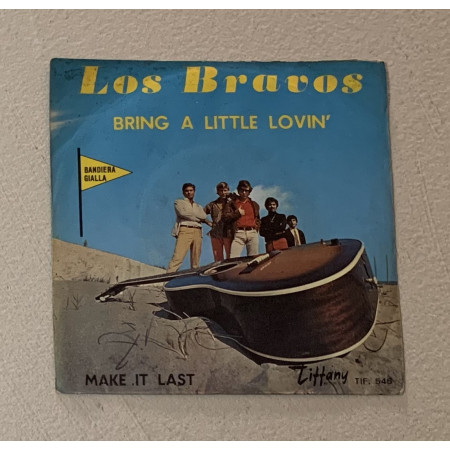 Los Bravos
BRING A LITTLE LOVIN'
BANDIERA
GIALLA
MAKE IT LAST
Tiffany TIF. 548